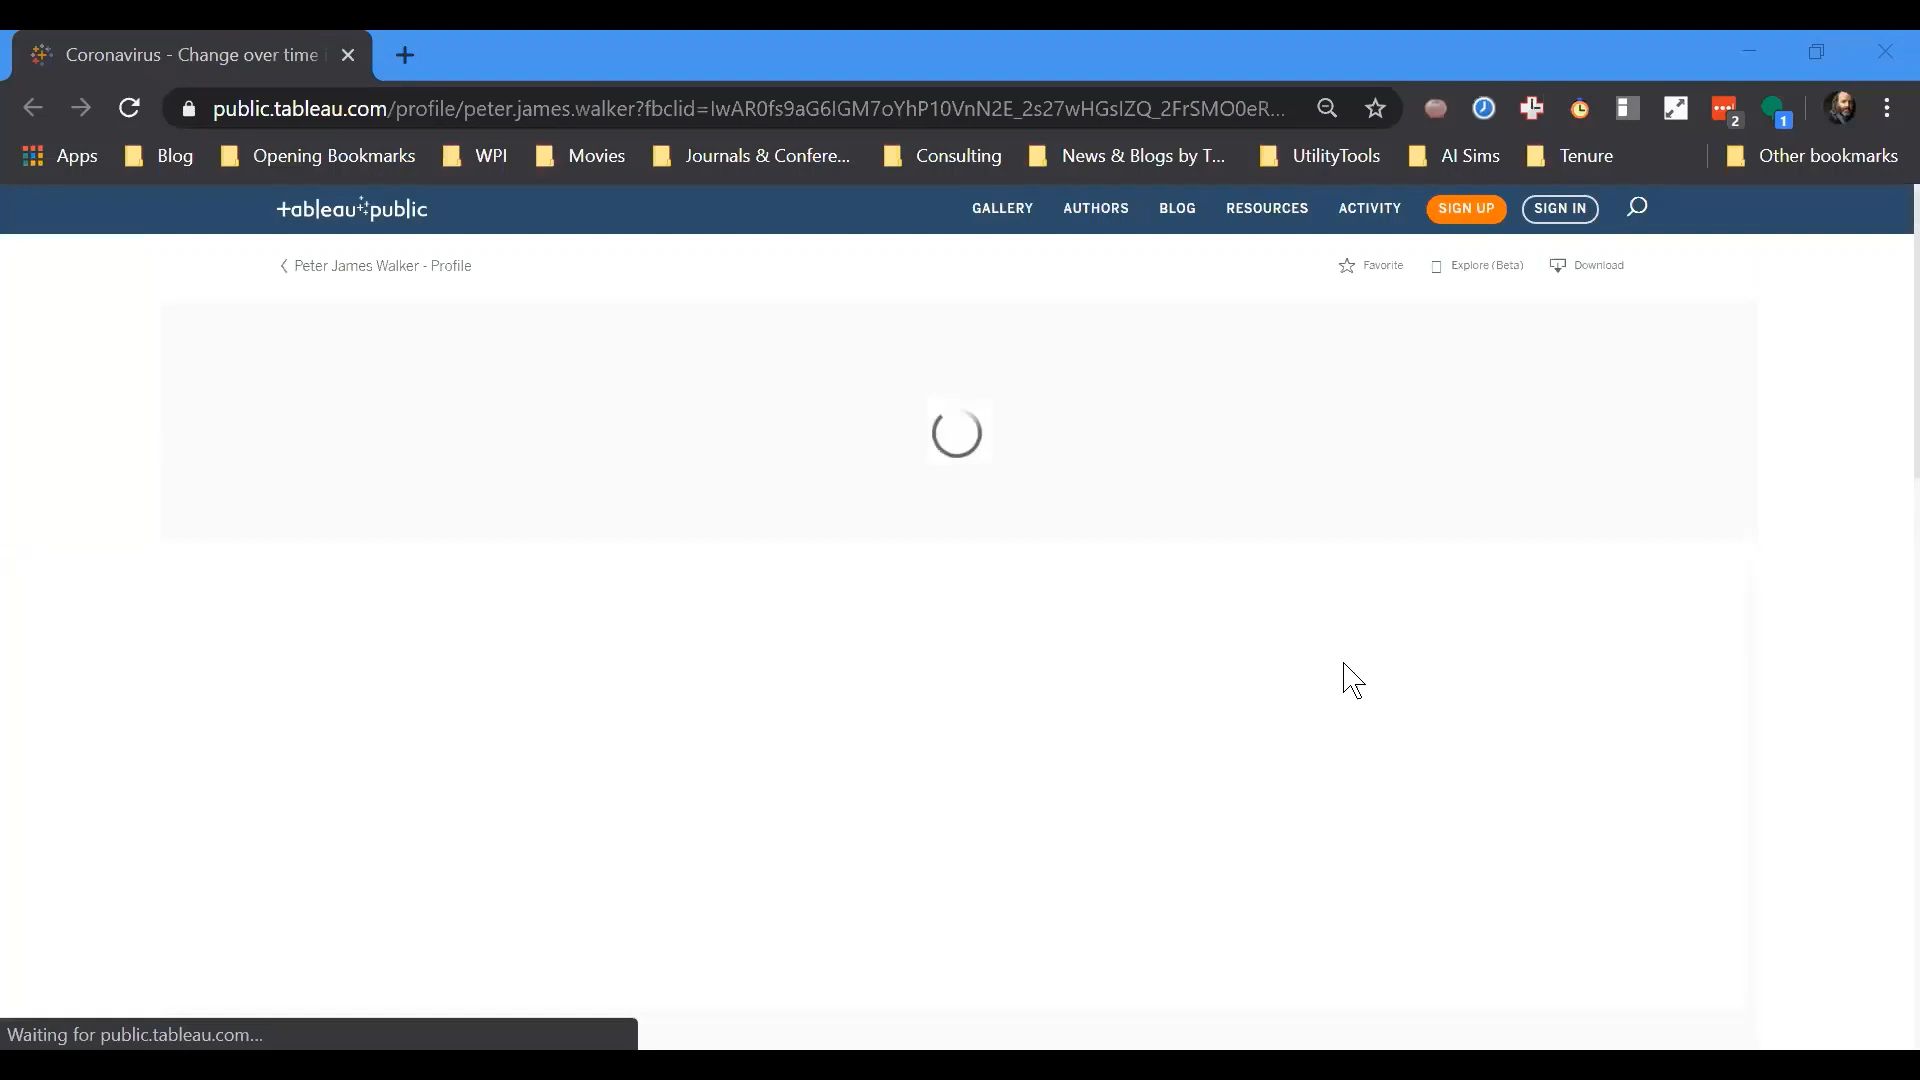 Coronavirus - Change over time
public.tableau.com/profile/peter.james.walker?fbclid=IwAR0fs9aG6IGM7oYhP10VnN2E_2s27wHGsIZQ_2FrSMO0eR...
2
1
Apps
Blog
Opening Bookmarks
WPI
Movies
Journals & Confere...
Consulting
News & Blogs by T...
UtilityTools
AI Sims
Tenure
Other bookmarks
+ableau public
GALLERY
AUTHORS
BLOG
RESOURCES
ACTIVITY
SIGN UP
SIGN IN
Peter James Walker - Profile
Favorite
Explore (Beta)
Download
Waiting for public.tableau.com...